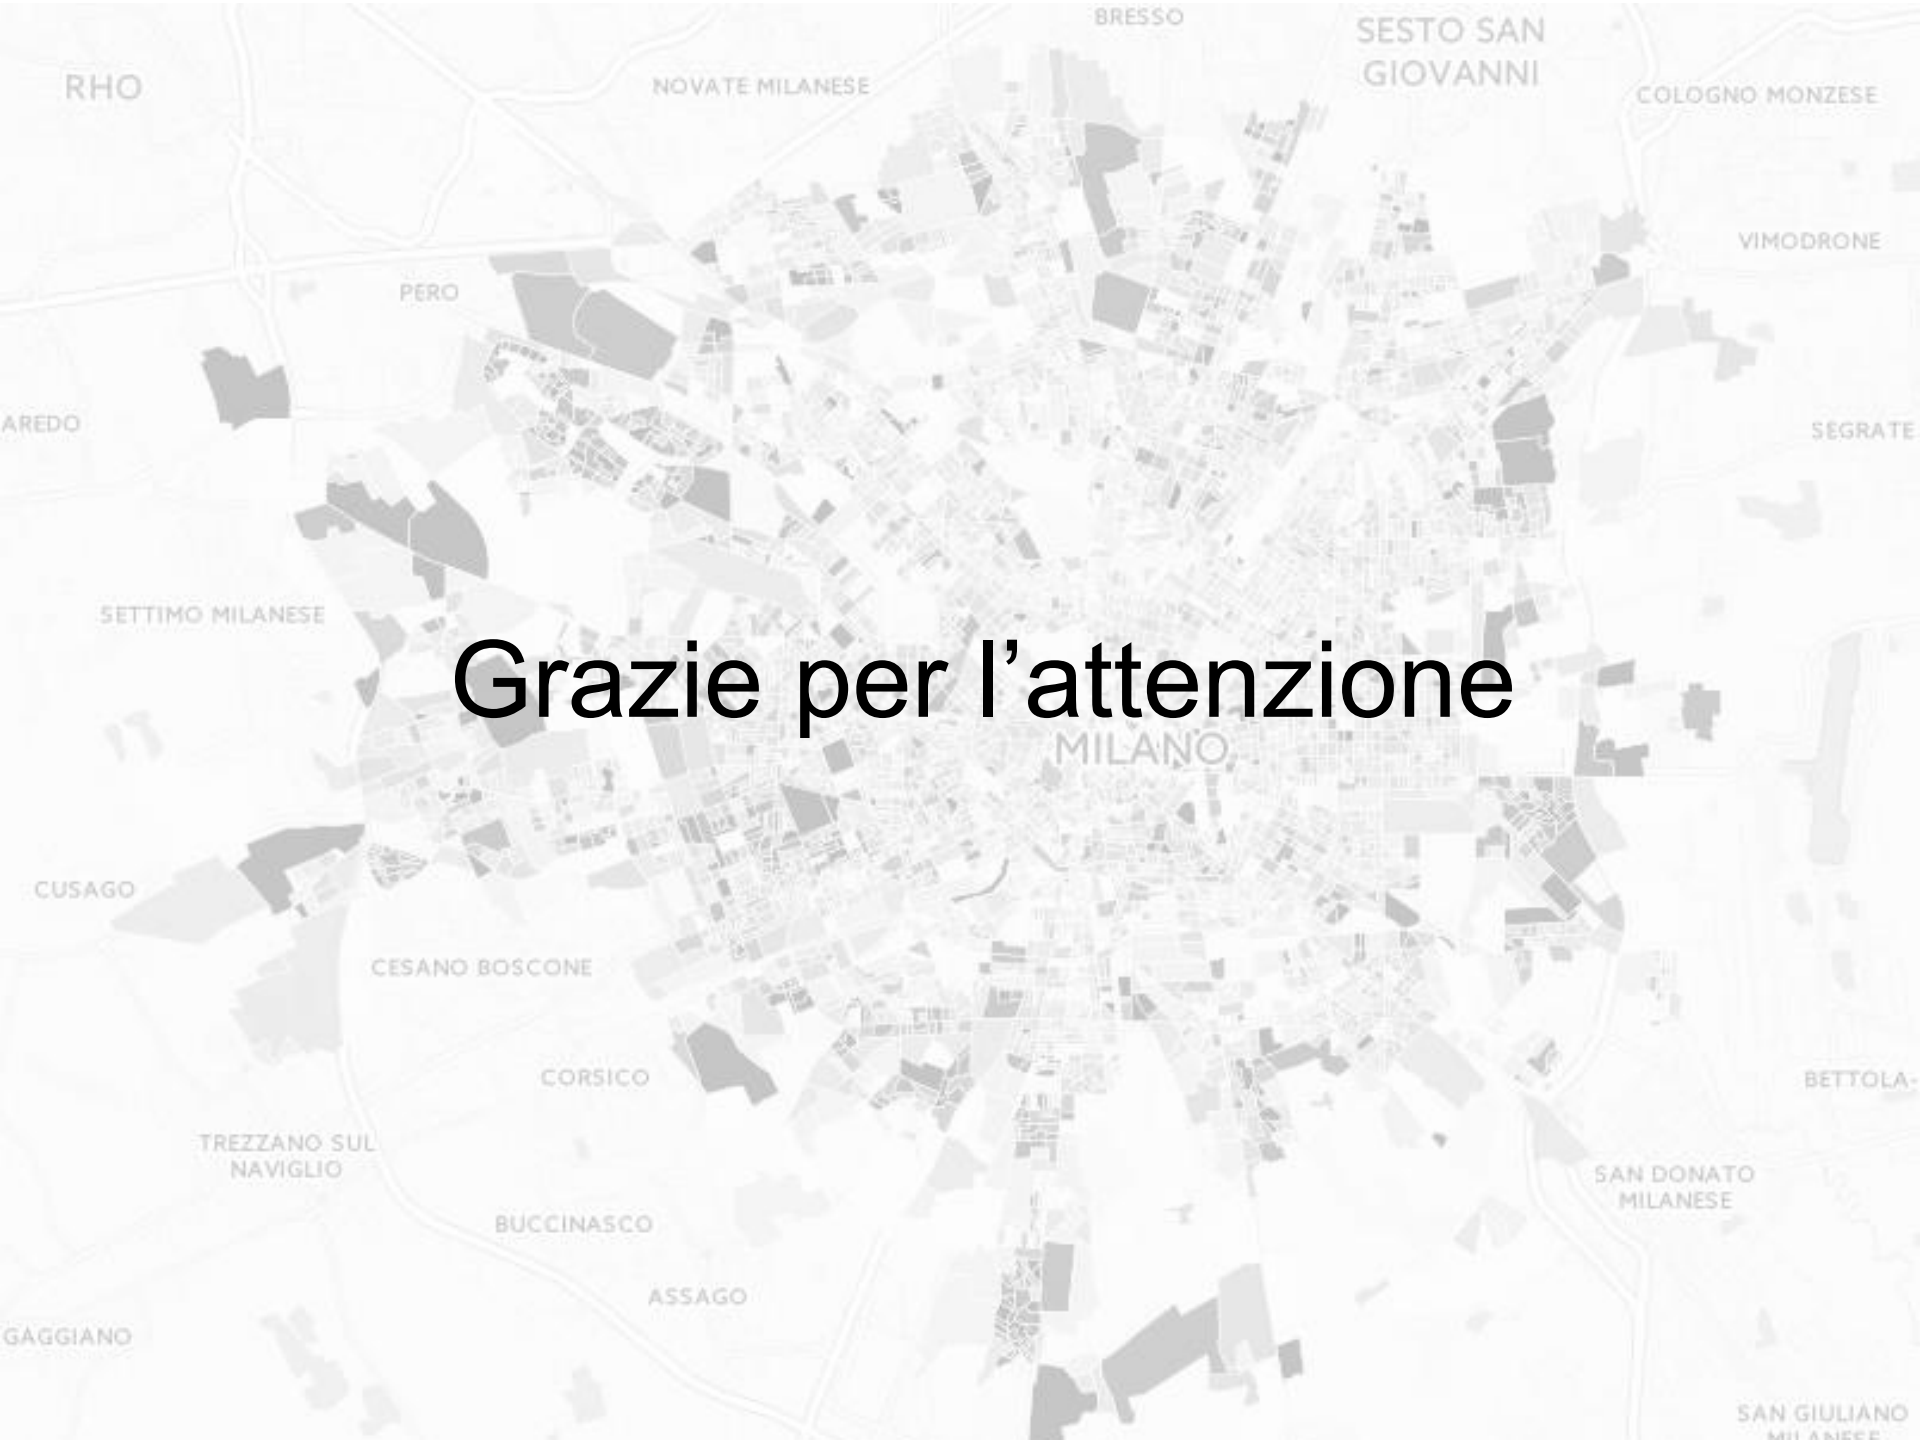 BRESSO
SESTO SAN
GIOVANNI
RHO
NOVATE MILANESE
COLOGNO MONZESE
VIMODRONE
PERO
AREDO
SEGRATE
SETTIMO MILANESE
Grazie per l’attenzione
MILANO
CUSAGO
CESANO BOSCONE
CORSICO
BETTOLA-
TREZZANO SUL
NAVIGLIO
SAN DONATO
MILANESE
BUCCINASCO
ASSAGO
GAGGIANO
SAN GIULIANO
MILANESE